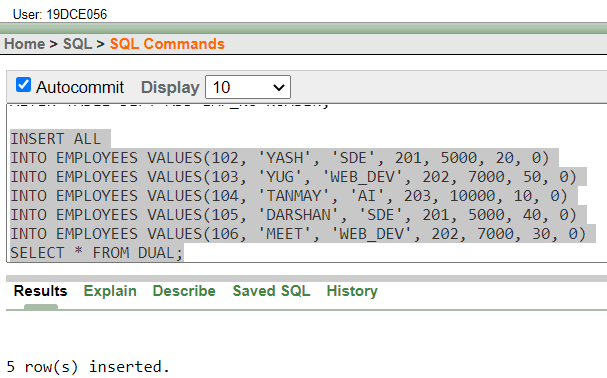 User: 19DCE056
Home > SQL > SQL Commands
Autocommit Display 10
INSERT ALL
INTO EMPLOYEES VALUES(102, 'YASH', 'SDE', 201, 5000, 20, 0)
INTO EMPLOYEES VALUES(103, 'YUG', 'WEB_DEV', 202, 7000, 50, 0)
INTO EMPLOYEES VALUES(104, 'TANMAY', 'AI', 203, 10000, 10, 0)
INTO EMPLOYEES VALUES(105, 'DARSHAN', 'SDE', 201, 5000, 40, 0)
INTO EMPLOYEES VALUES(106, 'MEET', 'WEB_DEV', 202, 7000, 30, 0)
SELECT * FROM DUAL;
Results Explain Describe Saved SQL History
5 row(s) inserted.